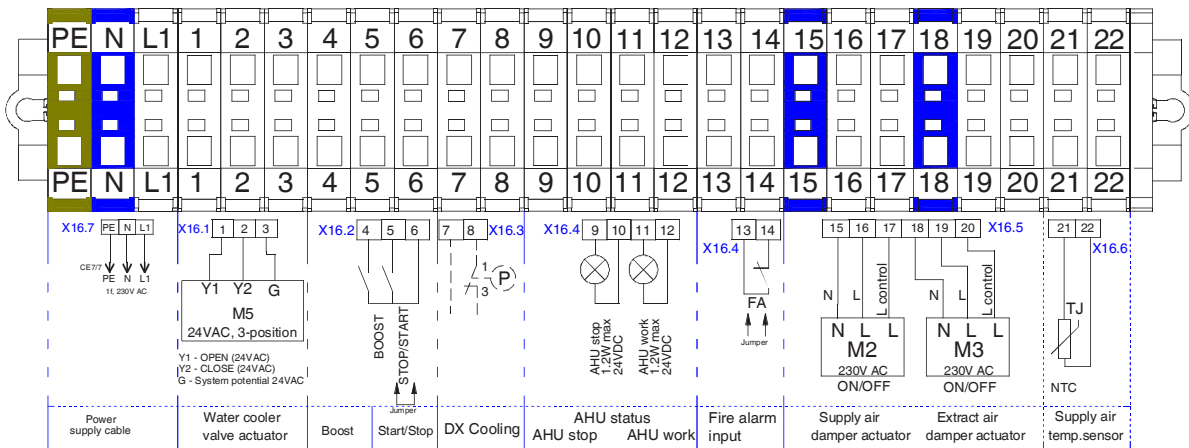 PE N L1 1 2 3 4 5 6 7 8 9 10 11 12 13 14 15 16 17 18 19 20 21 22
PE N L1 1 2 3 4 5 6 7 8 9 10 11 12 13 14 15 16 17 18 19 20 21 22
X16.7 PE N L1
X16.1 1 2 3
X16.2 4 5 6
7 8 X16.3
X16.4 9 10 11 12
13 14
X16.4
15 16 17 18 19 20 X16.5
21 22
X16.6
CE7/7
PE N L1
1f, 230V AC
Y1 Y2 G
M5
24VAC, 3-position
Y1 - OPEN (24VAC)
Y2 - CLOSE (24VAC)
G - System potential 24VAC
BOOST
STOP/START
Jumper
1
3
P
AHU stop
1.2W max
24VDC
AHU work
1.2W max
24VDC
FA
Jumper
N L L control
N L L
M2
230V AC
ON/OFF
L control
N L L
M3
230V AC
ON/OFF
TJ
NTC
Power
supply cable
Water cooler
valve actuator
Boost
Start/Stop
DX Cooling
AHU status
AHU stop AHU work
Fire alarm
input
Supply air
damper actuator
Extract air
damper actuator
Supply air
temp.sensor